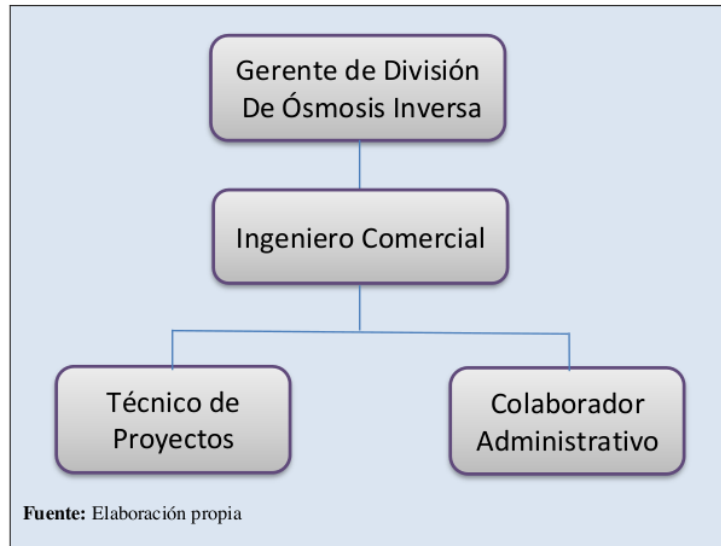 Gerente de División
De Ósmosis Inversa
Ingeniero Comercial
Técnico de
Proyectos
Colaborador
Administrativo
Fuente: Elaboración propia